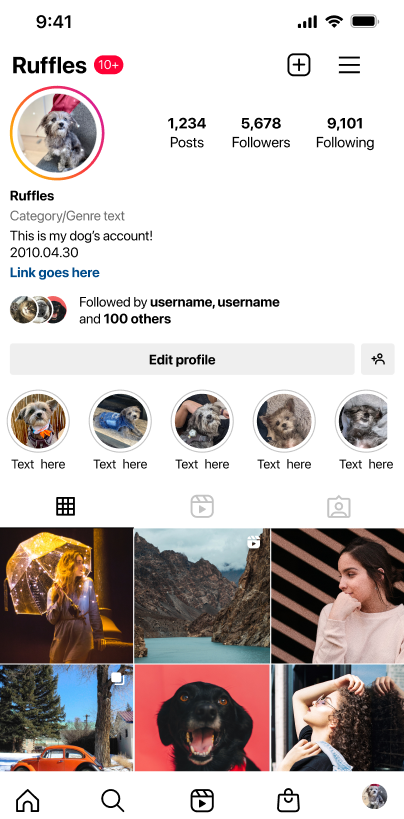 9:41
Ruffles 10+
1,234 5,678 9,101
Posts Followers Following
Ruffles
Category/Genre text
This is my dog's account!
2010.04.30
Link goes here
Followed by username, username
and 100 others
Edit profile
Text here Text here Text here Text here Text here